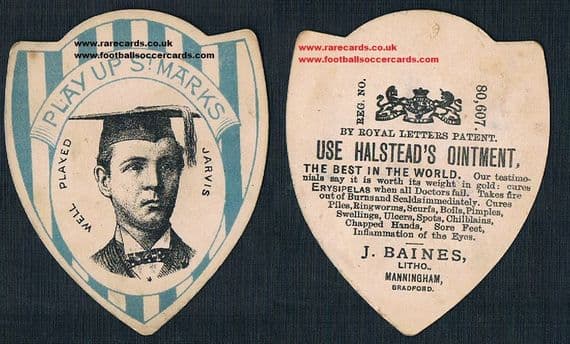 www.rarecards.co.uk
www.footballsoccercards.com
PLAY UP St MARKS
WELL PLAYED
JARVIS
www.rarecards.co.uk
www.footballsoccercards.com
REG. NO. 80,607.
BY ROYAL LETTERS PATENT.
USE HALSTEAD'S OINTMENT,
THE BEST IN THE WORLD. Our testimo-
nials say it is worth its weight in gold: cures
ERYSIPELAS when all Doctors fail. Takes fire
out of Burns and Scalds immediately. Cures
Piles, Ringworms, Scurfs, Boils, Pimples,
Swellings, Ulcers, Spots, Chilblains,
Chapped Hands, Sore Feet,
Inflammation of the Eyes.
J. BAINES,
LITHO.,
MANNINGHAM,
BRADFORD.